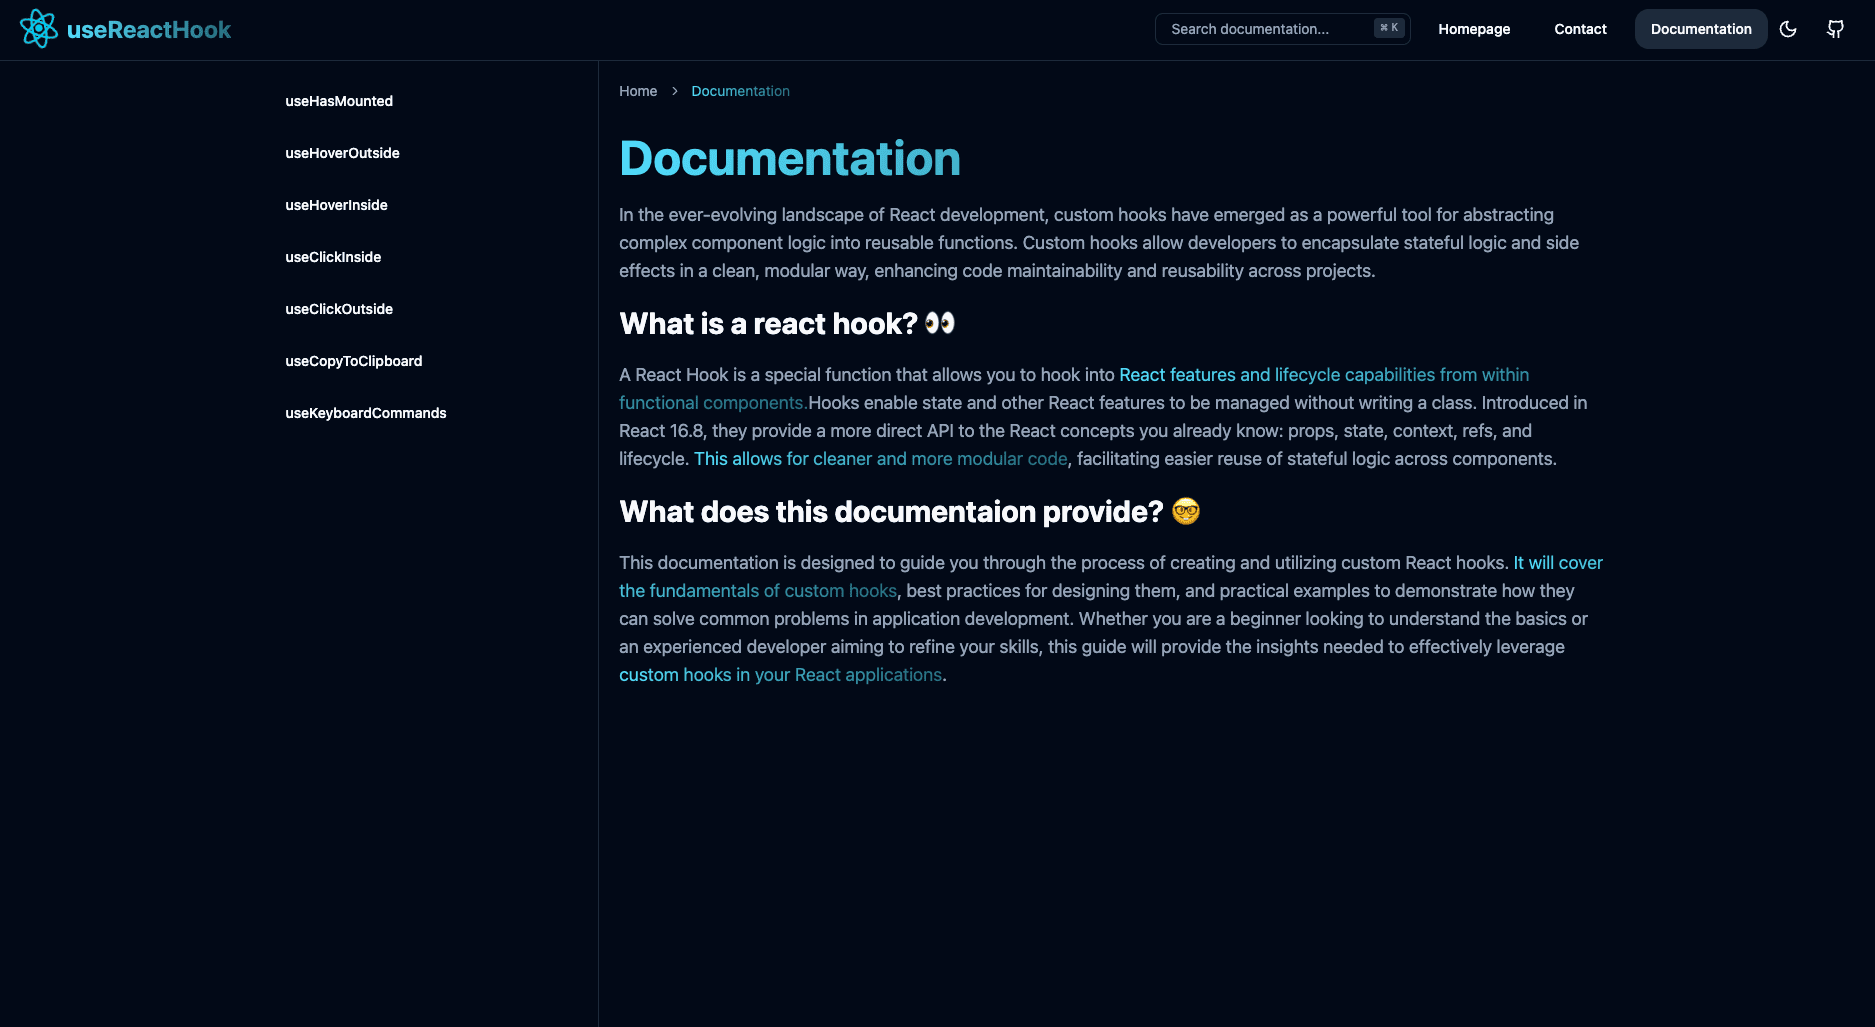 useReactHook
Search documentation...
⌘ K
Homepage
Contact
Documentation
useHasMounted
useHoverOutside
useHoverInside
useClickInside
useClickOutside
useCopyToClipboard
useKeyboardCommands
Home > Documentation
Documentation
In the ever-evolving landscape of React development, custom hooks have emerged as a powerful tool for abstracting
complex component logic into reusable functions. Custom hooks allow developers to encapsulate stateful logic and side
effects in a clean, modular way, enhancing code maintainability and reusability across projects.
What is a react hook? 👀
A React Hook is a special function that allows you to hook into React features and lifecycle capabilities from within
functional components.Hooks enable state and other React features to be managed without writing a class. Introduced in
React 16.8, they provide a more direct API to the React concepts you already know: props, state, context, refs, and
lifecycle. This allows for cleaner and more modular code, facilitating easier reuse of stateful logic across components.
What does this documentaion provide? 🤓
This documentation is designed to guide you through the process of creating and utilizing custom React hooks. It will cover
the fundamentals of custom hooks, best practices for designing them, and practical examples to demonstrate how they
can solve common problems in application development. Whether you are a beginner looking to understand the basics or
an experienced developer aiming to refine your skills, this guide will provide the insights needed to effectively leverage
custom hooks in your React applications.